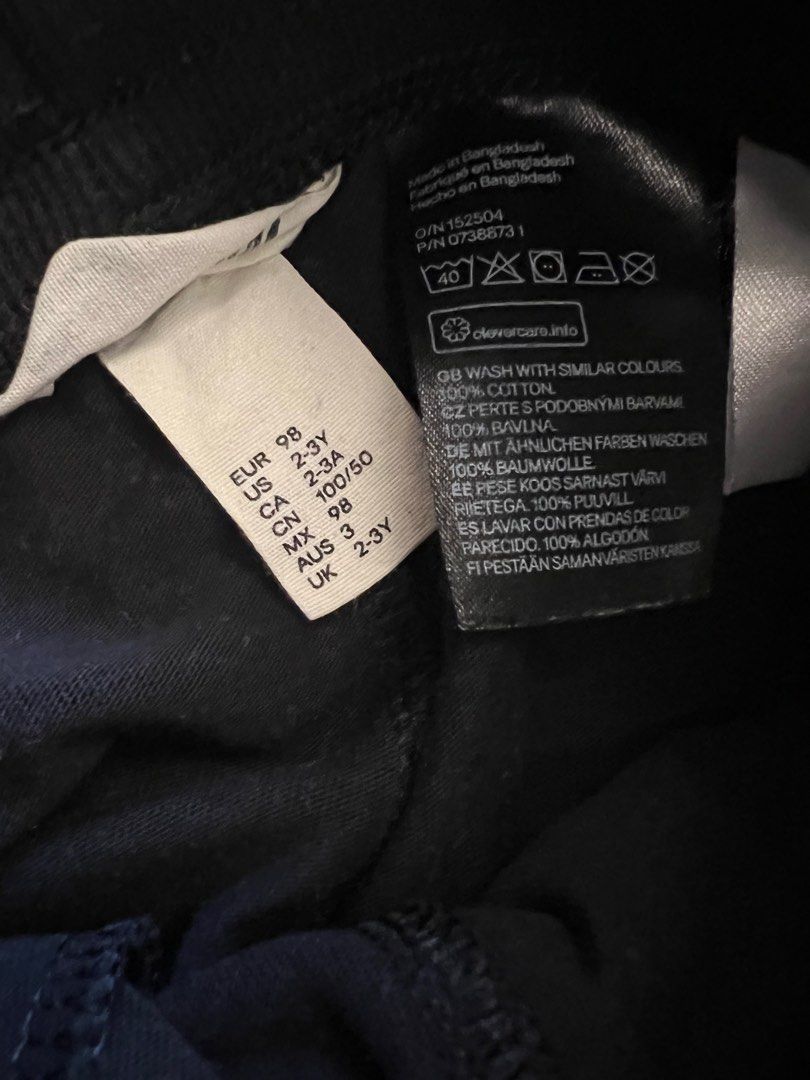 EUR 98
US 2-3Y
CA 2-3A
CN 100/50
MX 98
AUS 3
UK 2-3Y
Made in Bangladesh
Fabriqué en Bangladesh
Hecho en Bangladesh
O/N 152504
P/N 0738873 1
40
clevercare.info
GB WASH WITH SIMILAR COLOURS.
100% COTTON.
CZ PERTE S PODOBNÝMI BARVAMI.
100% BAVLNA.
DE MIT ÄHNLICHEN FARBEN WASCHEN
100% BAUMWOLLE.
EE PESE KOOS SARNAST VÄRVI
RIIETEGA. 100% PUUVILL
ES LAVAR CON PRENDAS DE COLOR
PARECIDO. 100% ALGODÓN.
FI PESTÄÄN SAMANVÄRISTEN KANSSA